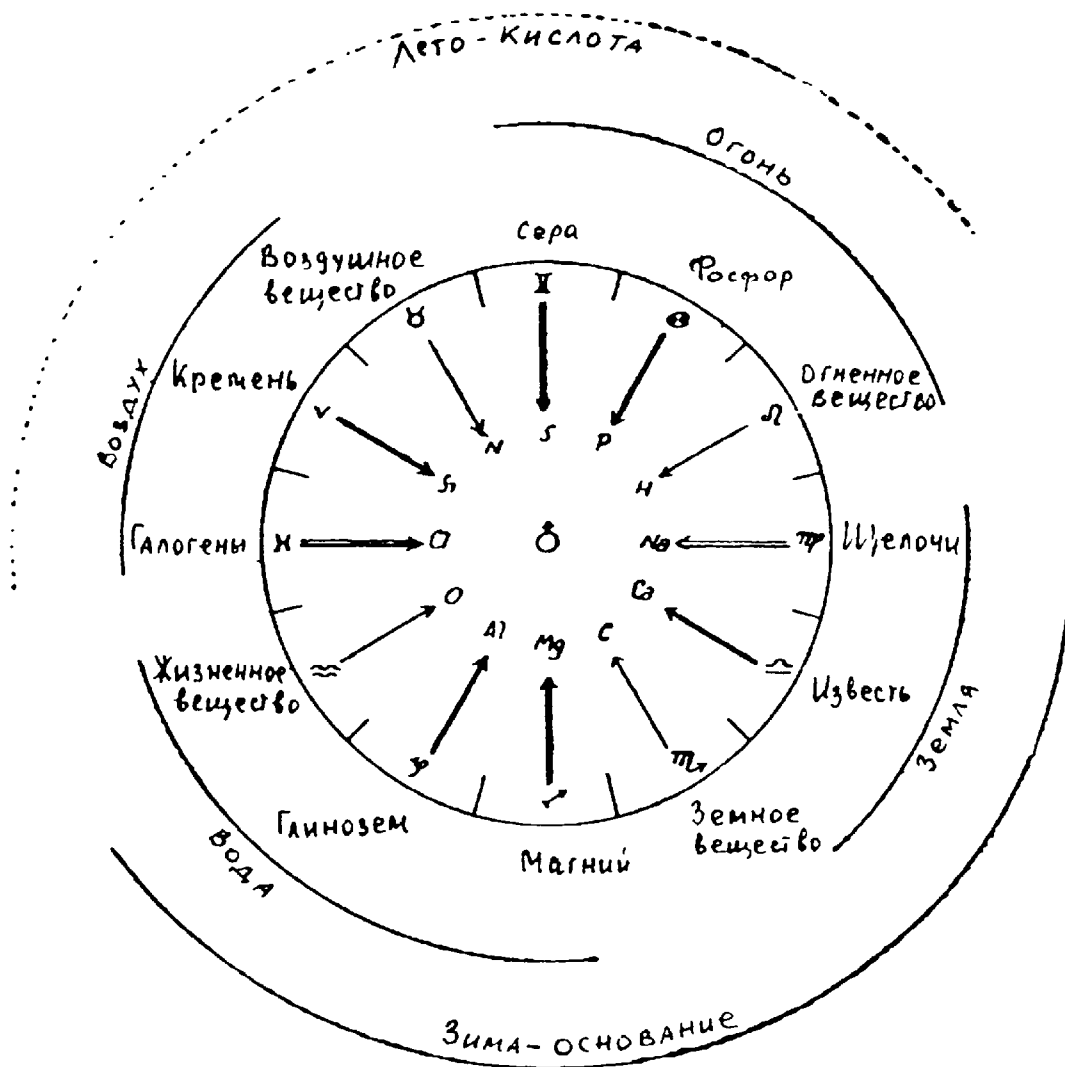 Лето-Кислота
Огонь
Сера
Воздушное
вещество
Фосфор
Воздух
Кремень
Огненное
вещество
N
S
P
Si
H
Галогены
Cl
Na
Щелочи
O
Ca
Al
Mg
C
Жизненное
вещество
Известь
Земля
Глинозем
Магний
Земное
вещество
Вода
Зима-основание